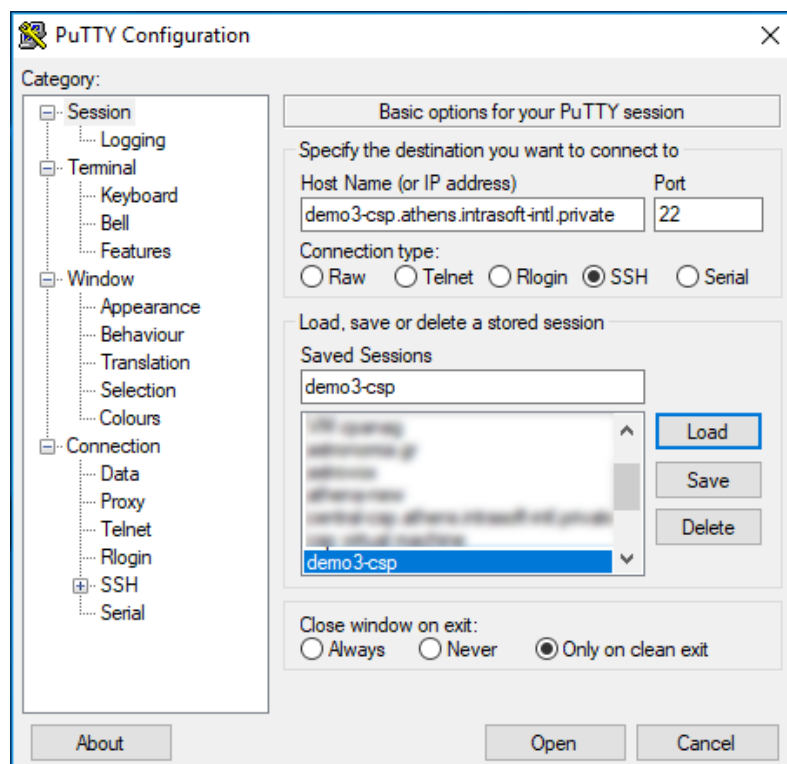 PuTTY Configuration
Category:
Session
Logging
Terminal
Keyboard
Bell
Features
Window
Appearance
Behaviour
Translation
Selection
Colours
Connection
Data
Proxy
Telnet
Rlogin
SSH
Serial
Basic options for your PuTTY session
Specify the destination you want to connect to
Host Name (or IP address) Port
demo3-csp.athens.intrasoft-intl.private 22
Connection type:
Raw Telnet Rlogin SSH Serial
Load, save or delete a stored session
Saved Sessions
demo3-csp
Load
Save
Delete
demo3-csp
Close window on exit:
Always Never Only on clean exit
About Open Cancel